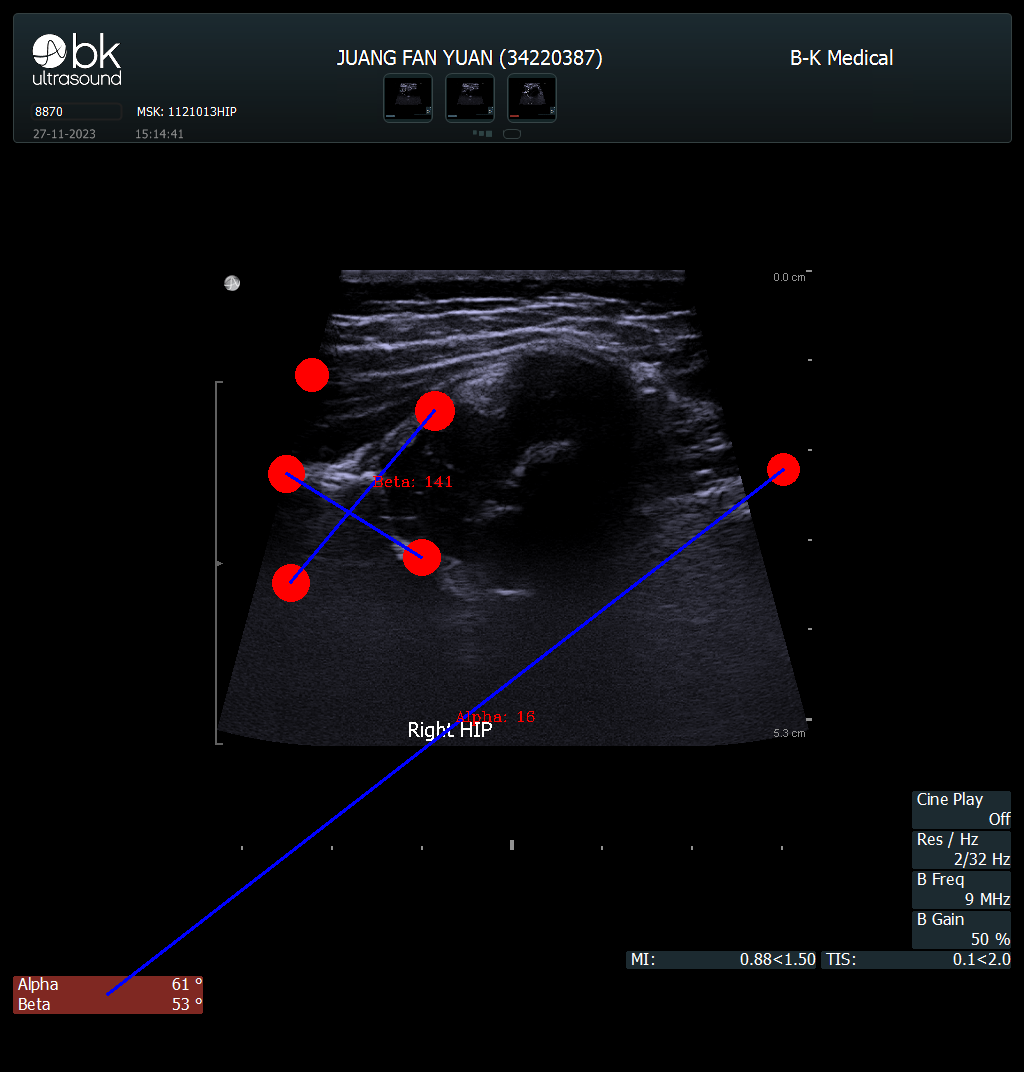 bk
ultrasound
JUANG FAN YUAN (34220387)
B-K Medical
8870
MSK: 1121013HIP
27-11-2023
15:14:41
0.0 cm
Beta: 141
Alpha: 16
Right HIP
5.3 cm
Cine Play
Off
Res / Hz
2/32 Hz
B Freq
9 MHz
B Gain
50 %
MI: 0.88<1.50
TIS: 0.1<2.0
Alpha 61 º
Beta 53 º